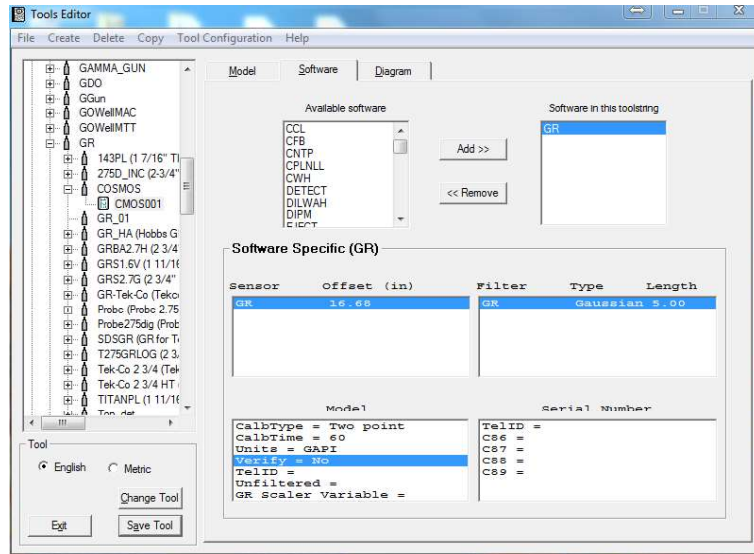 Tools Editor
File Create Delete Copy Tool Configuration Help
GAMMA_GUN
GDO
GGun
GOWellMAC
GOWellMTT
GR
143PL (1 7/16" TI
275D_INC (2-3/4"
COSMOS
CMOS001
GR_01
GR_HA (Hobbs G
GRBA2.7H (2 3/4
GRS1.6V (1 11/16
GRS2.7G (2 3/4"
GR-Tek-Co (Tekco
Probe (Probe 2.75
Probe275dig (Prob
SDSGR (GR for T
T275GRLOG (2 3/
Tek-Co 2 3/4 (Tek
Tek-Co 2 3/4 HT
TITANPL (1 11/16
Top_det
Tool
English Metric
Change Tool
Exit Save Tool
Model Software Diagram
Available software
CCL
CFB
CNTP
CPLNLL
CWH
DETECT
DILWAH
DIPM
EJECT
Add >>
<< Remove
Software in this toolstring
GR
Software Specific (GR)
Sensor Offset (in)
GR 16.68
Filter Type Length
GR Gaussian 5.00
Model
CalbType = Two point
CalbTime = 60
Units = GAPI
Verify = No
TelID =
Unfiltered =
GR Scaler Variable =
Serial Number
TelID =
C86 =
C87 =
C88 =
C89 =